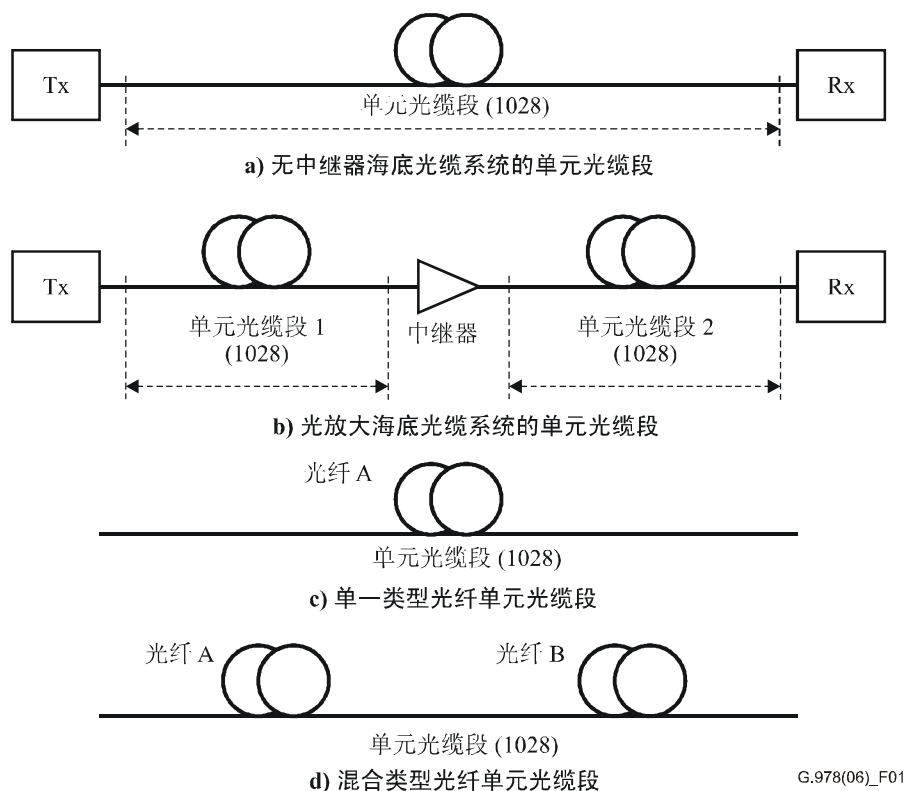 Tx
Rx
单元光缆段 (1028)
a) 无中继器海底光缆系统的单元光缆段
Tx
Rx
单元光缆段 1
(1028)
中继器
单元光缆段 2
(1028)
b) 光放大海底光缆系统的单元光缆段
光纤 A
单元光缆段 (1028)
c) 单一类型光纤单元光缆段
光纤 A
光纤 B
单元光缆段 (1028)
d) 混合类型光纤单元光缆段
G.978(06)_F01